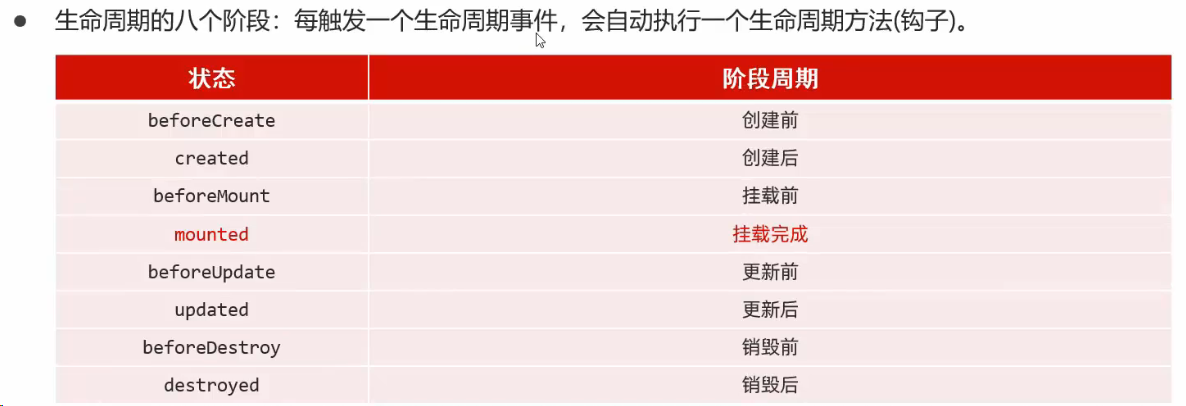 ● 生命周期的八个阶段：每触发一个生命周期事件，会自动执行一个生命周期方法(钩子)。
状态 阶段周期
beforeCreate 创建前
created 创建后
beforeMount 挂载前
mounted 挂载完成
beforeUpdate 更新前
updated 更新后
beforeDestroy 销毁前
destroyed 销毁后